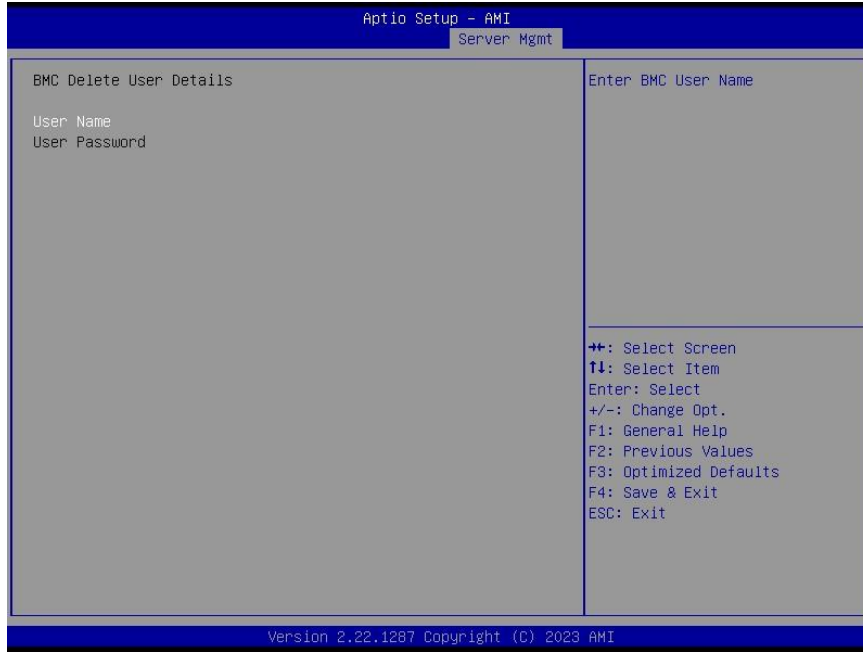 Aptio Setup - AMI
Server Mgmt
BMC Delete User Details
User Name
User Password
Enter BMC User Name
→←: Select Screen
↑↓: Select Item
Enter: Select
+/-: Change Opt.
F1: General Help
F2: Previous Values
F3: Optimized Defaults
F4: Save & Exit
ESC: Exit
Version 2.22.1287 Copyright (C) 2023 AMI